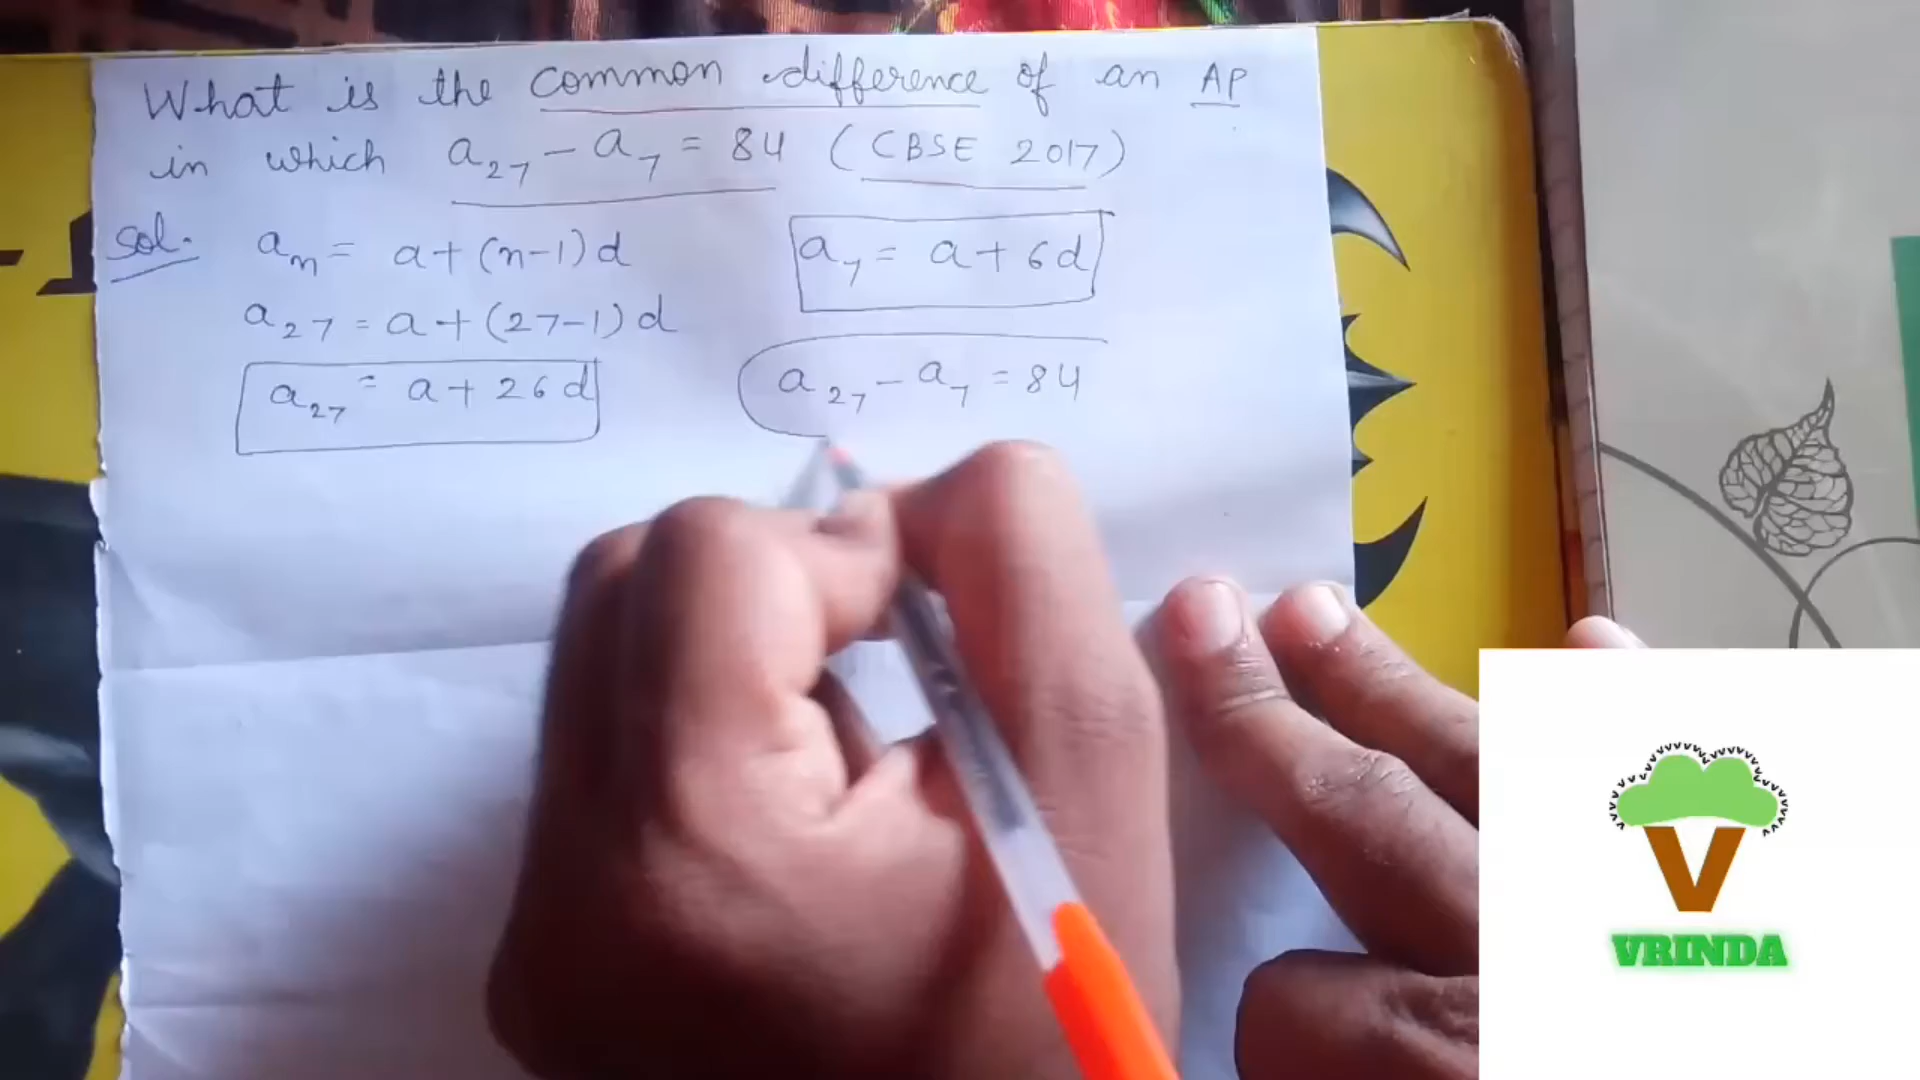 What is the common difference of an AP
in which a₂₇ - a₇ = 84 (CBSE 2017)
Sol. aₙ = a + (n-1)d
a₂₇ = a + (27-1)d
a₂₇ = a + 26d
a₇ = a + 6d
a₂₇ - a₇ = 84
V
VRINDA